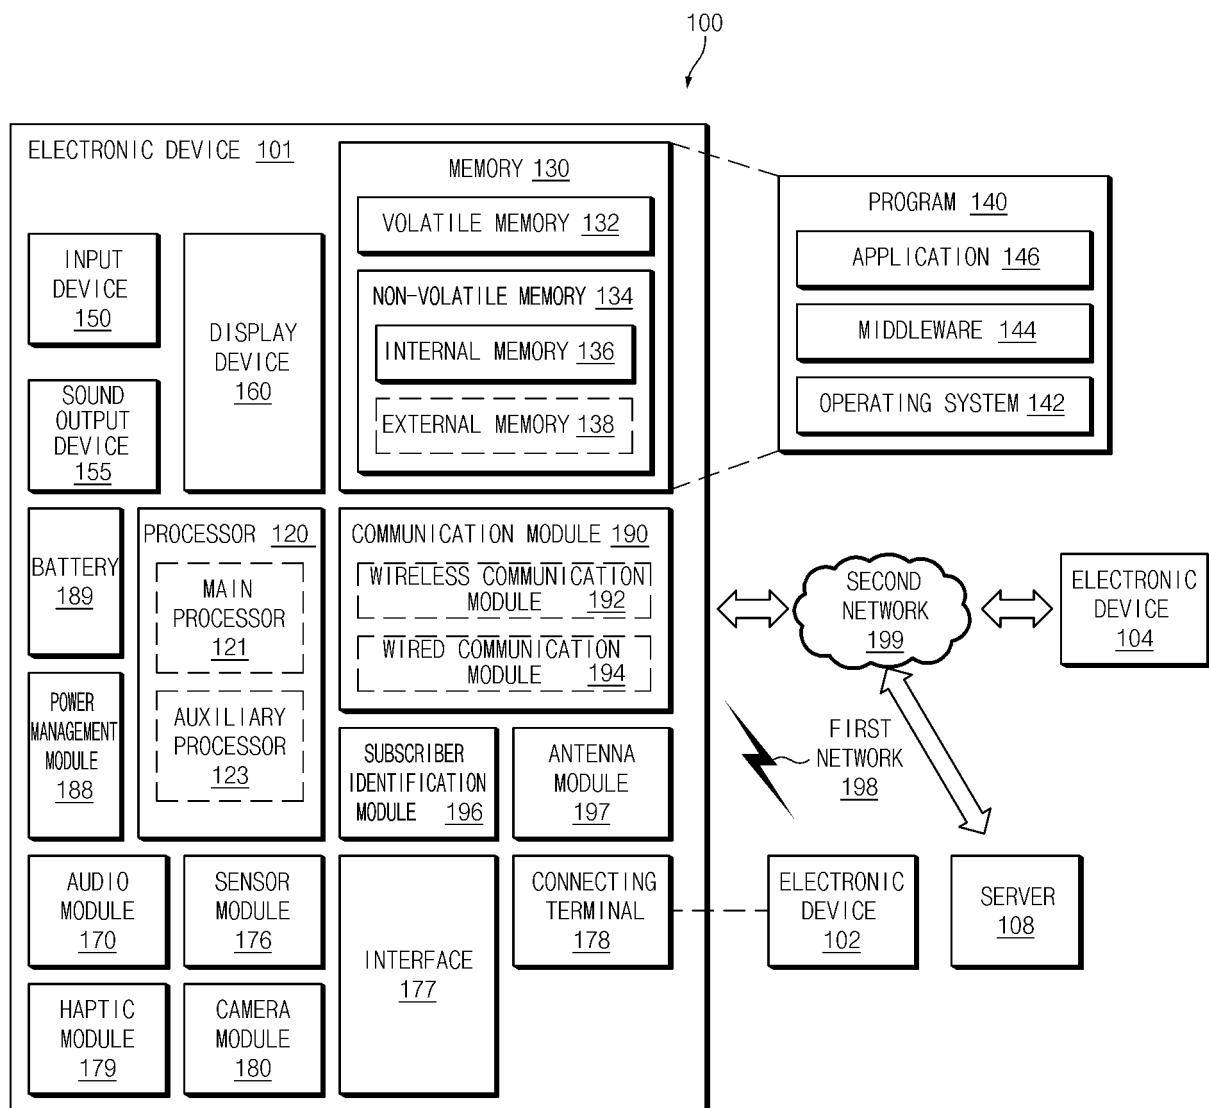 100
ELECTRONIC DEVICE 101
MEMORY 130
VOLATILE MEMORY 132
NON-VOLATILE MEMORY 134
INTERNAL MEMORY 136
EXTERNAL MEMORY 138
PROGRAM 140
APPLICATION 146
MIDDLEWARE 144
OPERATING SYSTEM 142
INPUT
DEVICE
150
DISPLAY
DEVICE
160
SOUND
OUTPUT
DEVICE
155
BATTERY
189
PROCESSOR 120
MAIN
PROCESSOR
121
AUXILIARY
PROCESSOR
123
COMMUNICATION MODULE 190
WIRELESS COMMUNICATION
MODULE 192
WIRED COMMUNICATION
MODULE 194
SECOND
NETWORK
199
ELECTRONIC
DEVICE
104
POWER
MANAGEMENT
MODULE
188
SUBSCRIBER
IDENTIFICATION
MODULE 196
ANTENNA
MODULE
197
FIRST
NETWORK
198
AUDIO
MODULE
170
SENSOR
MODULE
176
INTERFACE
177
CONNECTING
TERMINAL
178
ELECTRONIC
DEVICE
102
SERVER
108
HAPTIC
MODULE
179
CAMERA
MODULE
180